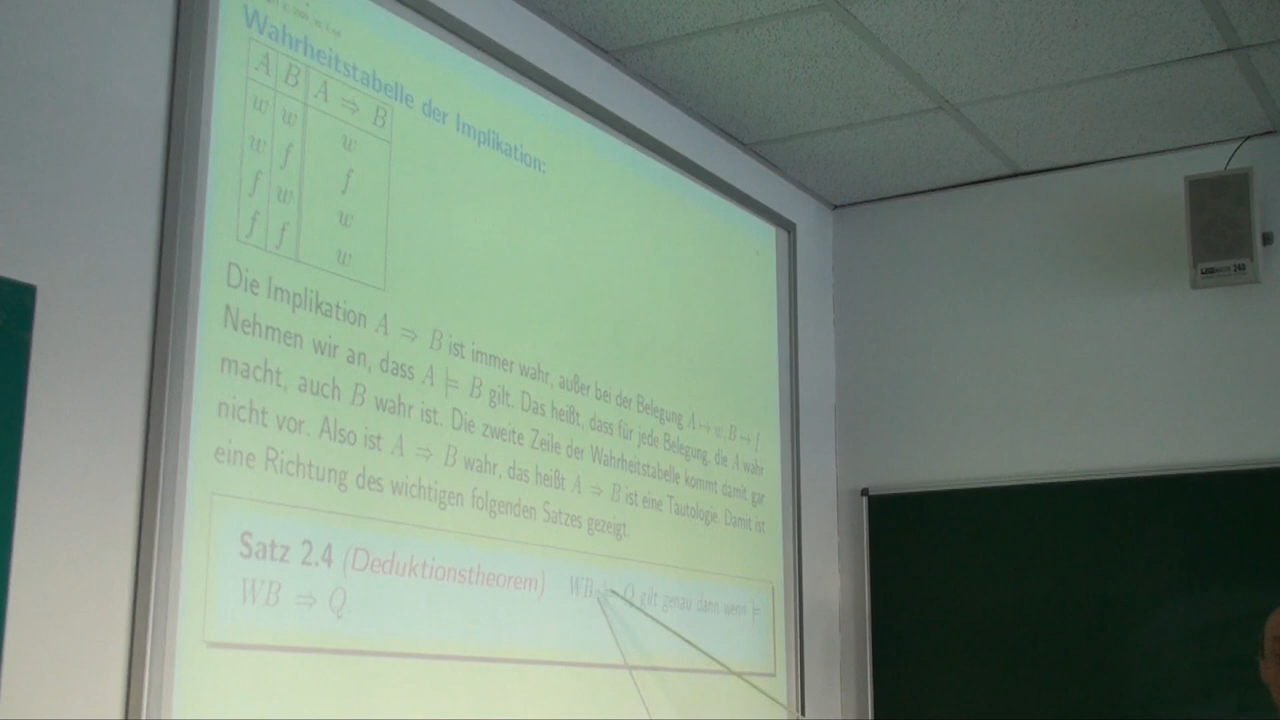 Wahrheitstabelle der Implikation:
A B A ⇒ B
w w w
w f f
f w w
f f w
Die Implikation A ⇒ B ist immer wahr, außer bei der Belegung A ↦ w, B ↦ f.
Nehmen wir an, dass A ⊨ B gilt. Das heißt, dass für jede Belegung, die A wahr
macht, auch B wahr ist. Die zweite Zeile der Wahrheitstabelle kommt damit gar
nicht vor. Also ist A ⇒ B wahr, das heißt A ⇒ B ist eine Tautologie. Damit ist
eine Richtung des wichtigen folgenden Satzes gezeigt.
Satz 2.4 (Deduktionstheorem) WB ⊨ Q gilt genau dann wenn ⊨
WB ⇒ Q.
260